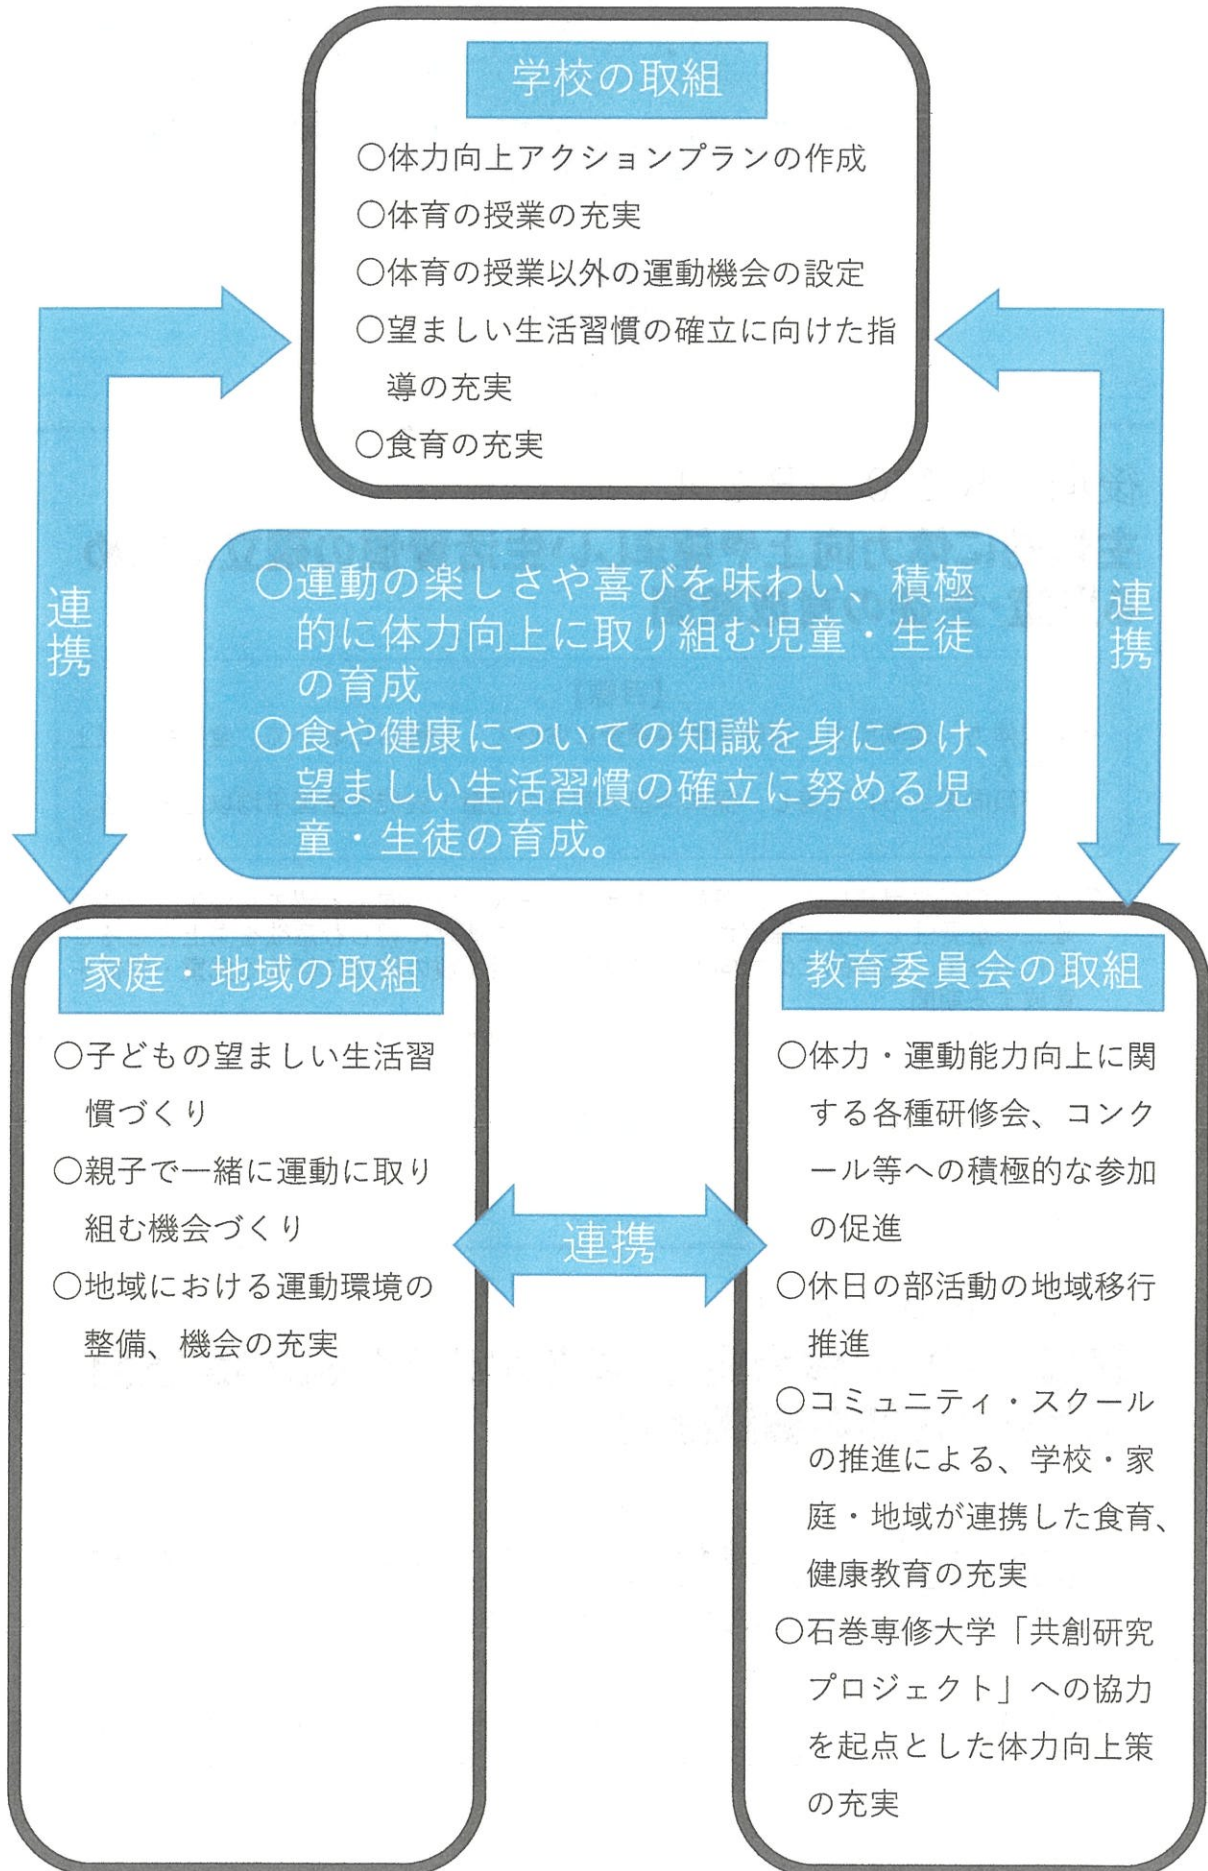 学校の取組
○体力向上アクションプランの作成
○体育の授業の充実
○体育の授業以外の運動機会の設定
○望ましい生活習慣の確立に向けた指
導の充実
○食育の充実
連携
○運動の楽しさや喜びを味わい、積極
的に体力向上に取り組む児童・生徒
の育成
○食や健康についての知識を身につけ、
望ましい生活習慣の確立に努める児
童・生徒の育成。
連携
家庭・地域の取組
○子どもの望ましい生活習
慣づくり
○親子で一緒に運動に取り
組む機会づくり
○地域における運動環境の
整備、機会の充実
連携
教育委員会の取組
○体力・運動能力向上に関
する各種研修会、コンク
ール等への積極的な参加
の促進
○休日の部活動の地域移行
推進
○コミュニティ・スクール
の推進による、学校・家
庭・地域が連携した食育、
健康教育の充実
○石巻専修大学「共創研究
プロジェクト」への協力
を起点とした体力向上策
の充実